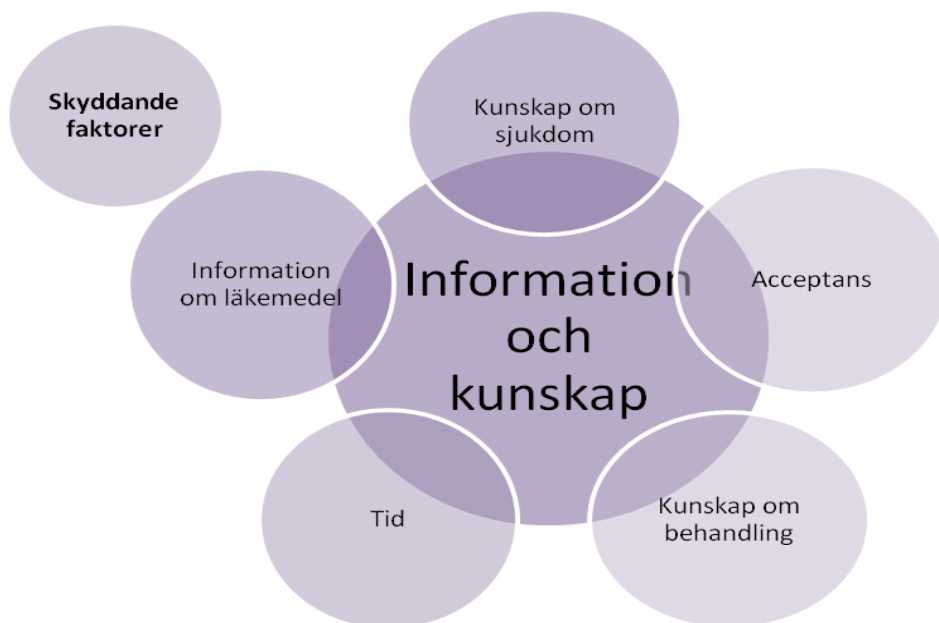 Skyddande
faktorer
Kunskap om
sjukdom
Information
om läkemedel
Information
och
kunskap
Acceptans
Tid
Kunskap om
behandling